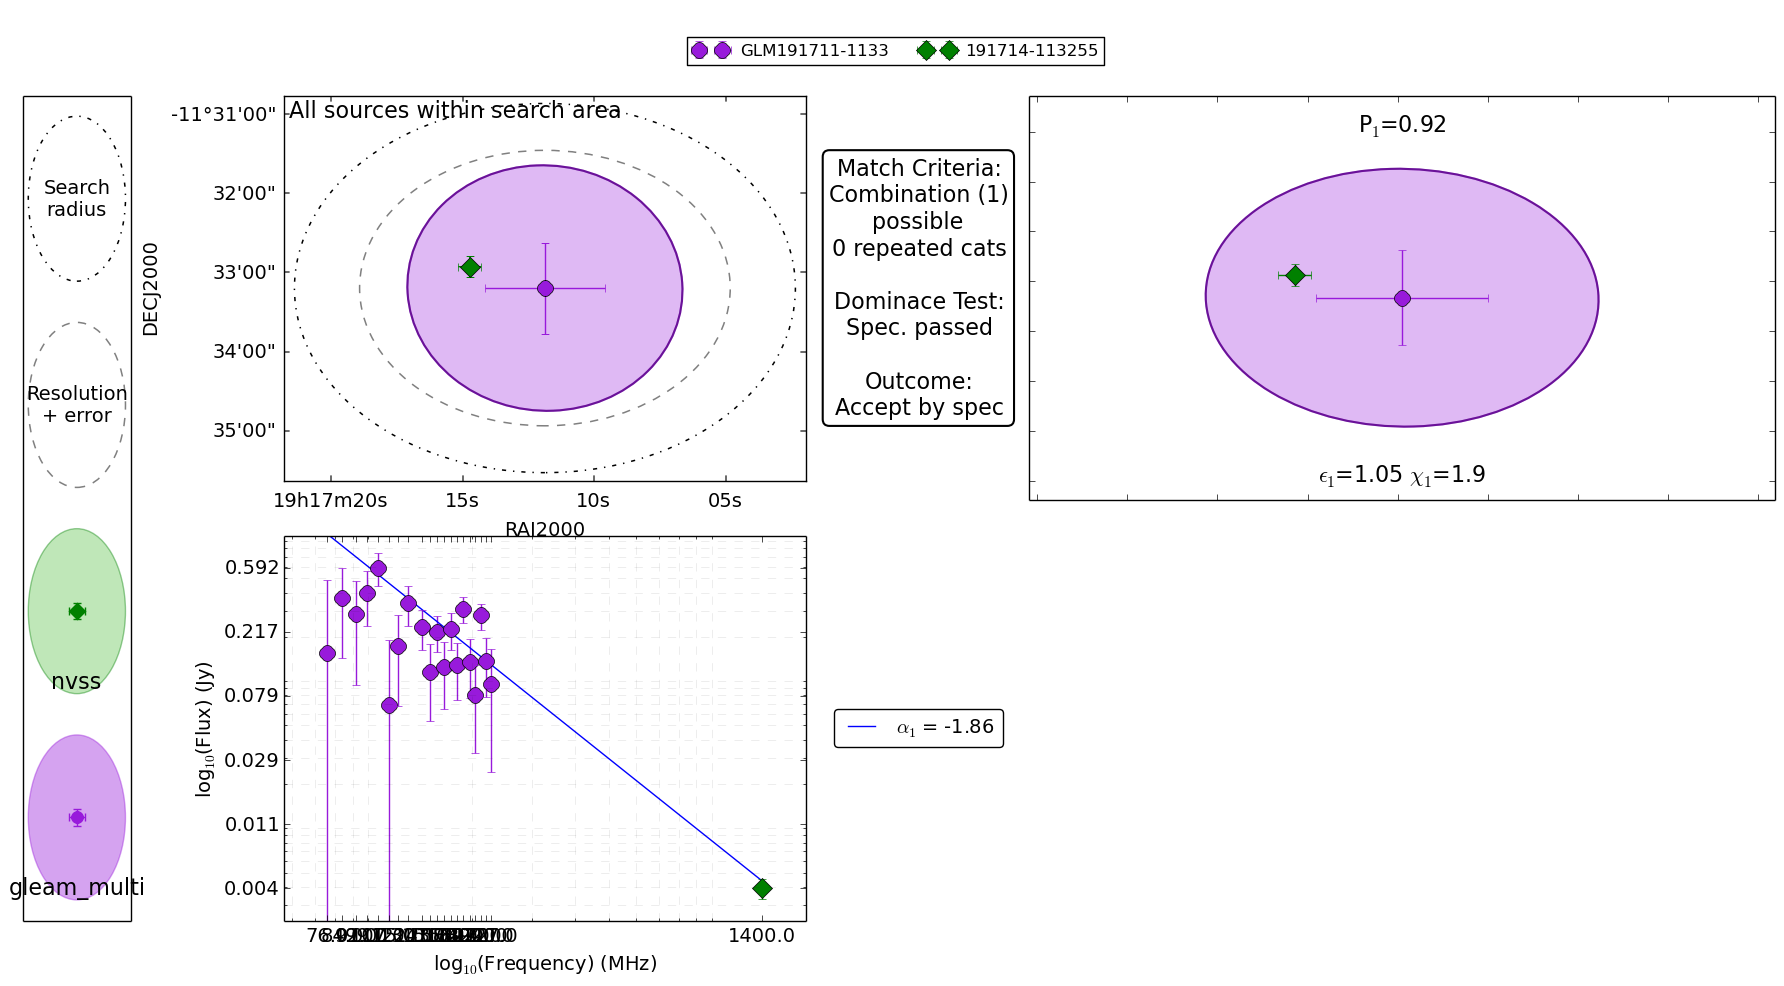 GLM191711-1133 191714-113255
Search
radius
Resolution
+ error
nvss
gleam_multi
All sources within search area
DECJ2000
-11°31'00"
32'00"
33'00"
34'00"
35'00"
19h17m20s 15s 10s 05s
RAJ2000
Match Criteria:
Combination (1)
possible
0 repeated cats
Dominace Test:
Spec. passed
Outcome:
Accept by spec
P₁=0.92
ϵ₁=1.05 χ₁=1.9
log₁₀(Flux) (Jy)
0.592
0.217
0.079
0.029
0.011
0.004
1400.0
log₁₀(Frequency) (MHz)
α₁ = -1.86